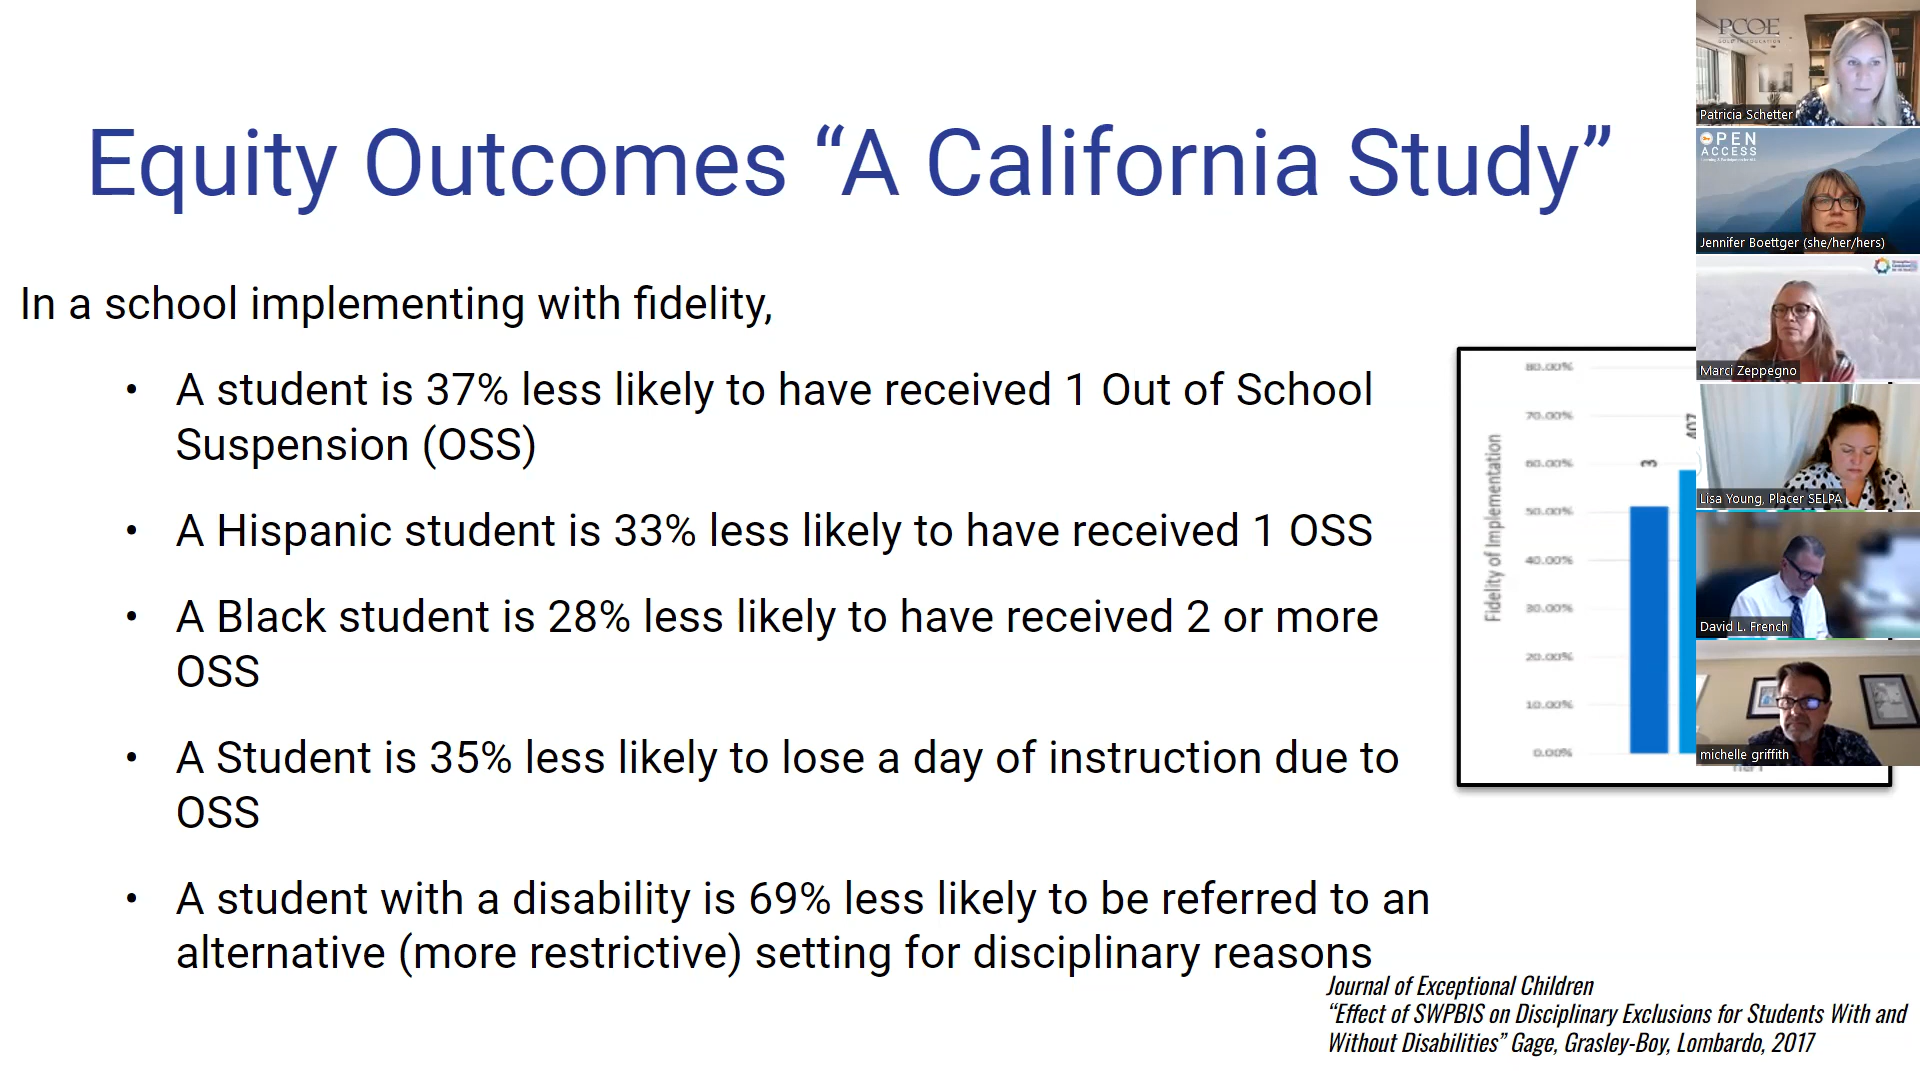 Equity Outcomes “A California Study”
In a school implementing with fidelity,
• A student is 37% less likely to have received 1 Out of School
Suspension (OSS)
• A Hispanic student is 33% less likely to have received 1 OSS
• A Black student is 28% less likely to have received 2 or more
OSS
• A Student is 35% less likely to lose a day of instruction due to
OSS
• A student with a disability is 69% less likely to be referred to an
alternative (more restrictive) setting for disciplinary reasons
Journal of Exceptional Children
“Effect of SWPBIS on Disciplinary Exclusions for Students With and
Without Disabilities” Gage, Grasley-Boy, Lombardo, 2017
Fidelity of Implementation
80.00%
70.00%
60.00%
50.00%
40.00%
30.00%
20.00%
10.00%
0.00%
3
407
PCOE
Patricia Schetter
OPEN
ACCESS
Jennifer Boettger (she/her/hers)
Marci Zeppegno
Lisa Young, Placer SELPA
David L. French
michelle griffith